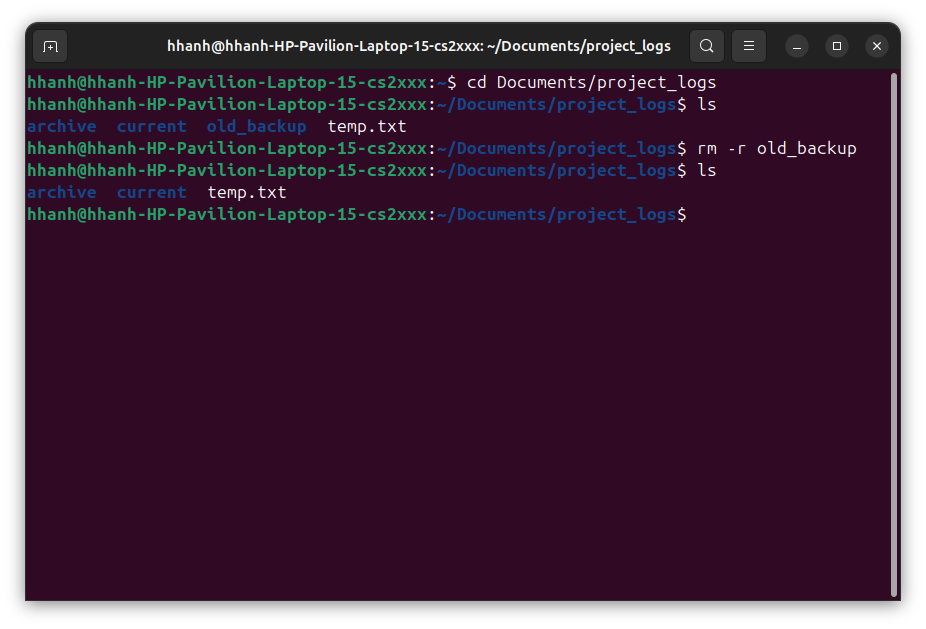 hhanh@hhanh-HP-Pavilion-Laptop-15-cs2xxx: ~/Documents/project_logs
hhanh@hhanh-HP-Pavilion-Laptop-15-cs2xxx:~$ cd Documents/project_logs
hhanh@hhanh-HP-Pavilion-Laptop-15-cs2xxx:~/Documents/project_logs$ ls
archive  current  old_backup  temp.txt
hhanh@hhanh-HP-Pavilion-Laptop-15-cs2xxx:~/Documents/project_logs$ rm -r old_backup
hhanh@hhanh-HP-Pavilion-Laptop-15-cs2xxx:~/Documents/project_logs$ ls
archive  current  temp.txt
hhanh@hhanh-HP-Pavilion-Laptop-15-cs2xxx:~/Documents/project_logs$